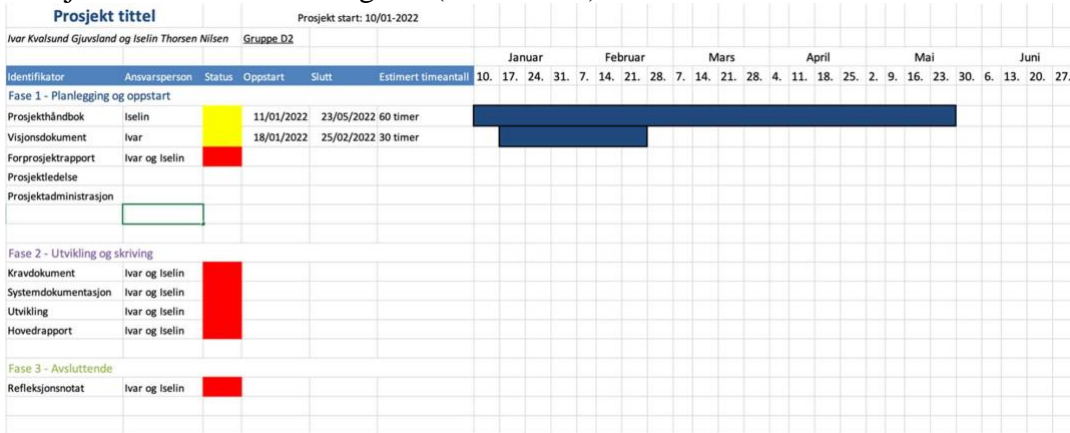 Prosjekt tittel Prosjekt start: 10/01-2022
Ivar Kvalsund Gjuvsland og Iselin Thorsen Nilsen Gruppe D2
Januar Februar Mars April Mai Juni
Identifikator Ansvarsperson Status Oppstart Slutt Estimert timeantall 10. 17. 24. 31. 7. 14. 21. 28. 7. 14. 21. 28. 4. 11. 18. 25. 2. 9. 16. 23. 30. 6. 13. 20. 27.
Fase 1 - Planlegging og oppstart
Prosjekthåndbok Iselin 11/01/2022 23/05/2022 60 timer
Visjonsdokument Ivar 18/01/2022 25/02/2022 30 timer
Forprosjektrapport Ivar og Iselin
Prosjektledelse
Prosjektadministrasjon
Fase 2 - Utvikling og skriving
Kravdokument Ivar og Iselin
Systemdokumentasjon Ivar og Iselin
Utvikling Ivar og Iselin
Hovedrapport Ivar og Iselin
Fase 3 - Avsluttende
Refleksjonsnotat Ivar og Iselin